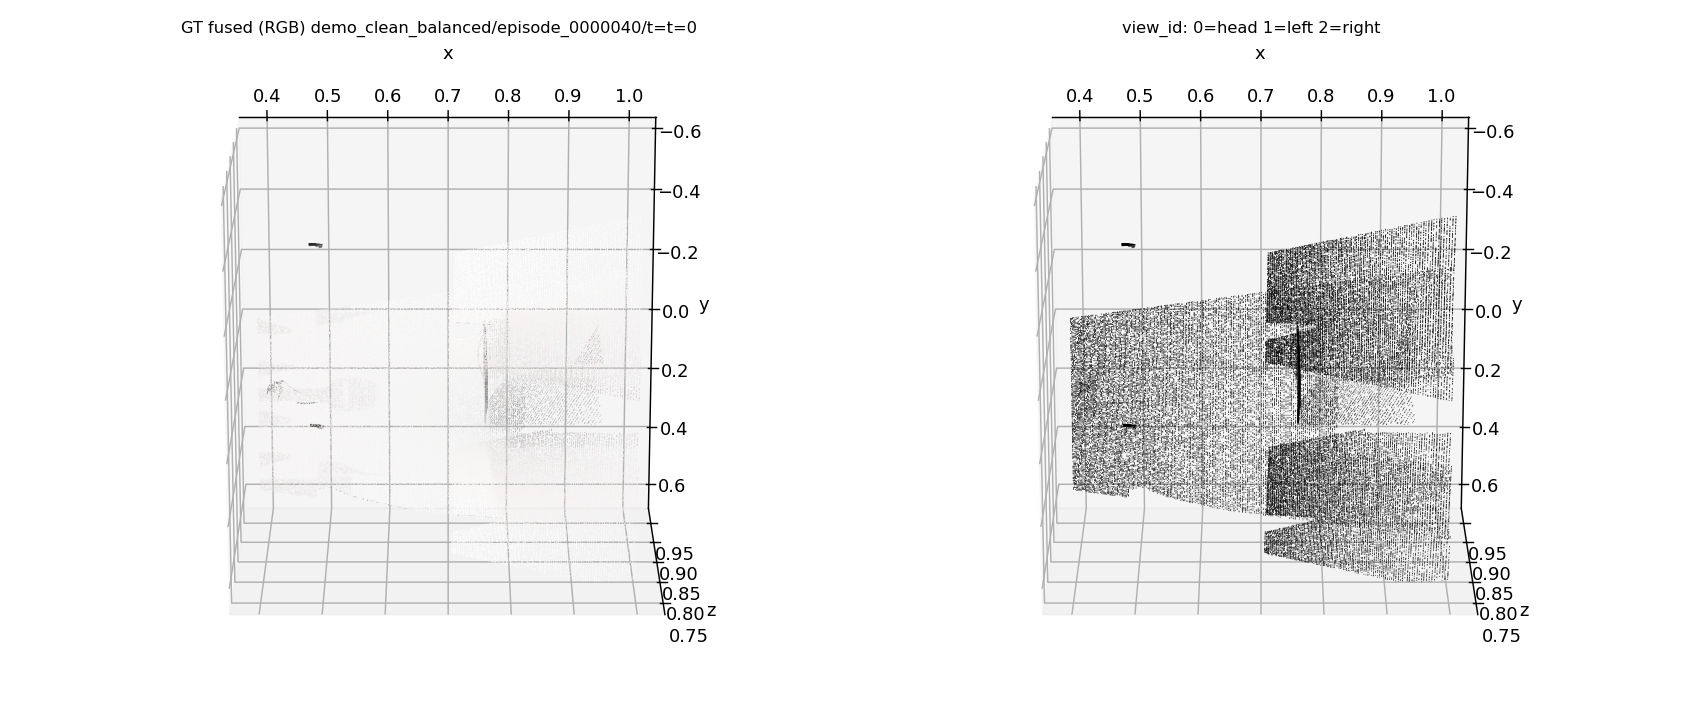 GT fused (RGB) demo_clean_balanced/episode_0000040/t=t=0
x
0.4 0.5 0.6 0.7 0.8 0.9 1.0
−0.6
−0.4
−0.2
0.0
y
0.2
0.4
0.6
0.95
0.90
0.85
0.80
z
0.75
view_id: 0=head 1=left 2=right
x
0.4 0.5 0.6 0.7 0.8 0.9 1.0
−0.6
−0.4
−0.2
0.0
y
0.2
0.4
0.6
0.95
0.90
0.85
0.80
z
0.75